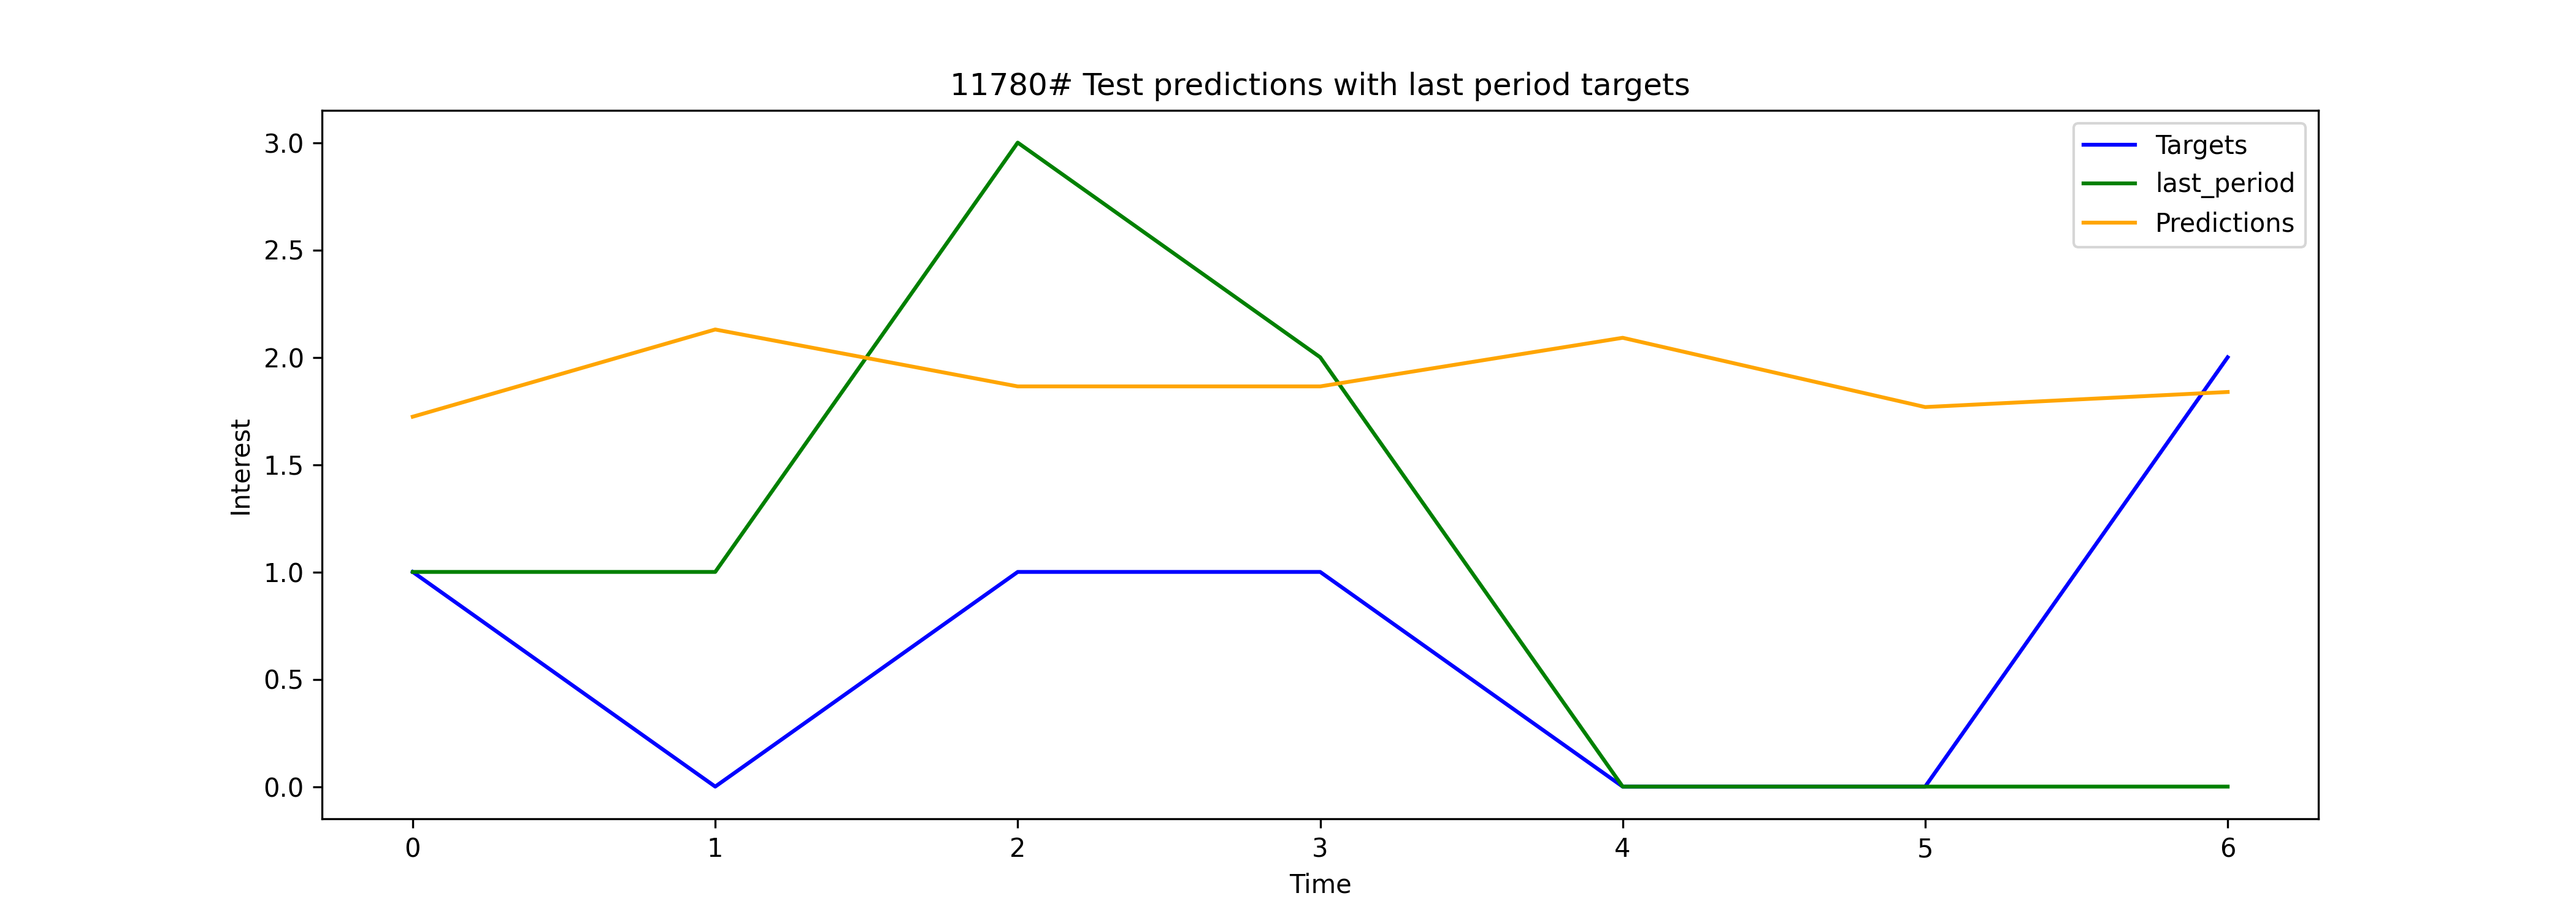 11780# Test predictions with last period targets
Targets
last_period
Predictions
3.0
2.5
2.0
1.5
1.0
0.5
0.0
Interest
0 1 2 3 4 5 6
Time